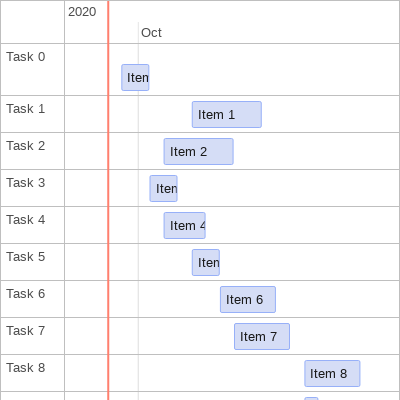 2020
Oct
Task 0
Item
Task 1
Item 1
Task 2
Item 2
Task 3
Item
Task 4
Item 4
Task 5
Item
Task 6
Item 6
Task 7
Item 7
Task 8
Item 8